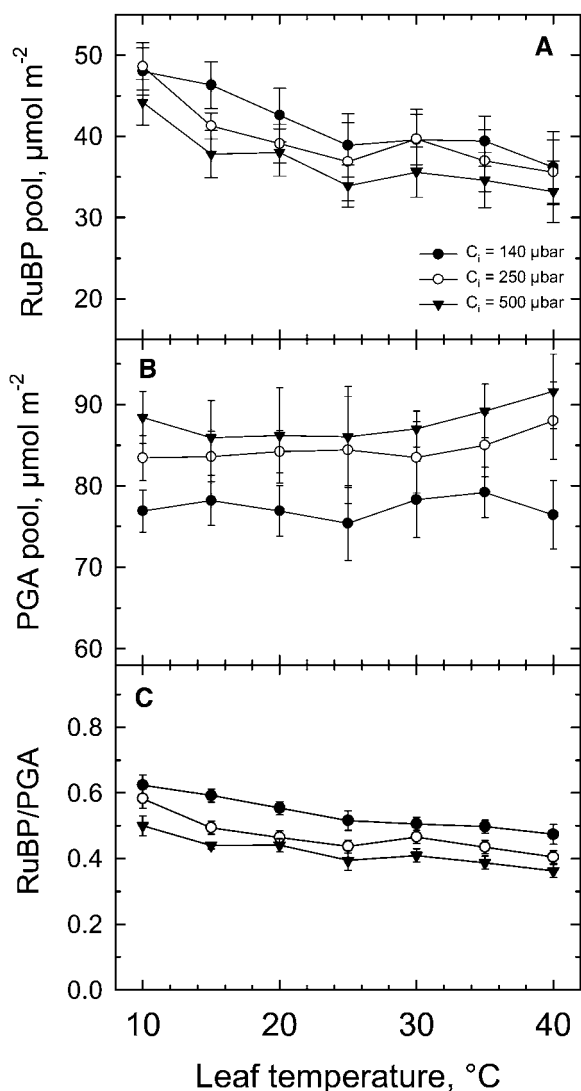 A
RuBP pool, µmol m⁻²
50
40
30
20
Cᵢ = 140 µbar
Cᵢ = 250 µbar
Cᵢ = 500 µbar
B
PGA pool, µmol m⁻²
90
80
70
60
C
RuBP/PGA
0.8
0.6
0.4
0.2
0.0
10 20 30 40
Leaf temperature, °C